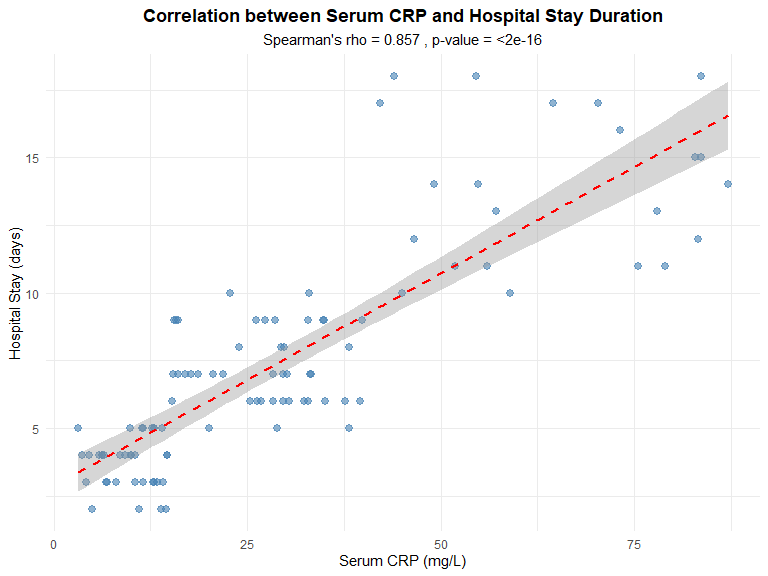 Correlation between Serum CRP and Hospital Stay Duration
Spearman's rho = 0.857 , p-value = <2e-16
Hospital Stay (days)
15
10
5
0
25
50
75
Serum CRP (mg/L)